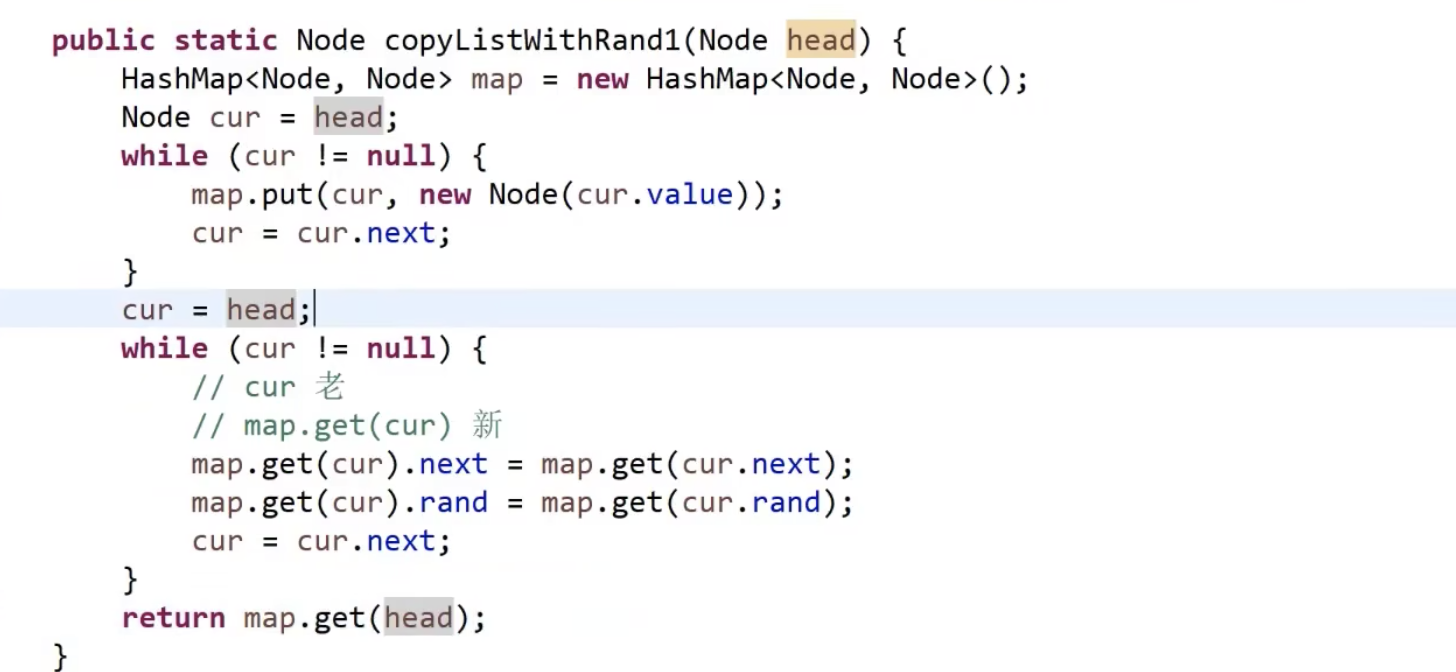 public static Node copyListWithRand1(Node head) {
    HashMap<Node, Node> map = new HashMap<Node, Node>();
    Node cur = head;
    while (cur != null) {
        map.put(cur, new Node(cur.value));
        cur = cur.next;
    }
    cur = head;
    while (cur != null) {
        // cur 老
        // map.get(cur) 新
        map.get(cur).next = map.get(cur.next);
        map.get(cur).rand = map.get(cur.rand);
        cur = cur.next;
    }
    return map.get(head);
}